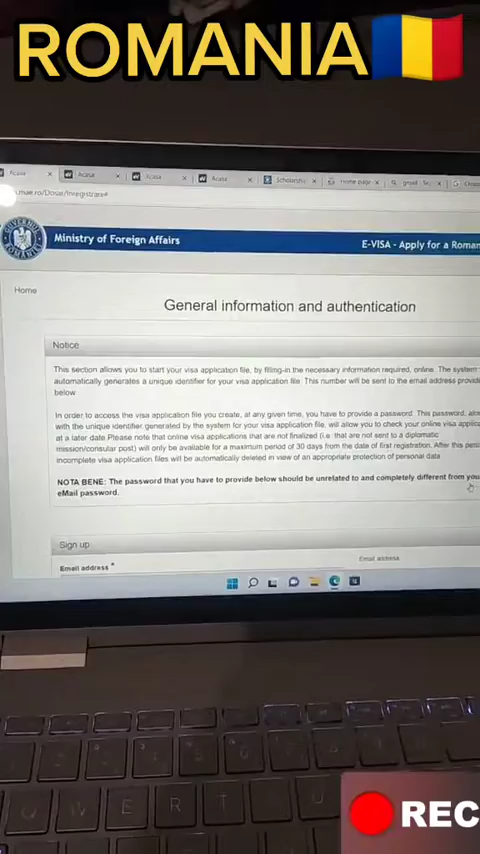 ROMANIA
Acasa
Acasa
Acasa
Acasa
Home page
gmail
.mae.ro/Dosar/Inregistrare#
Ministry of Foreign Affairs
E-VISA - Apply for a Roman
Home
General information and authentication
Notice
This section allows you to start your visa application file, by filling-in the necessary information required, online. The system
automatically generates a unique identifier for your visa application file. This number will be sent to the email address provide
below
In order to access the visa application file you create, at any given time, you have to provide a password. This password, alon
with the unique identifier generated by the system for your visa application file, will allow you to check your online visa applic
at a later date.Please note that online visa applications that are not finalized (i.e: that are not sent to a diplomatic
mission/consular post) will only be available for a maximum period of 30 days from the date of first registration. After this peri
incomplete visa application files will be automatically deleted in view of an appropriate protection of personal data
NOTA BENE: The password that you have to provide below should be unrelated to and completely different from you
eMail password.
Sign up
Email address *
Email address
Q W E R T U
REC